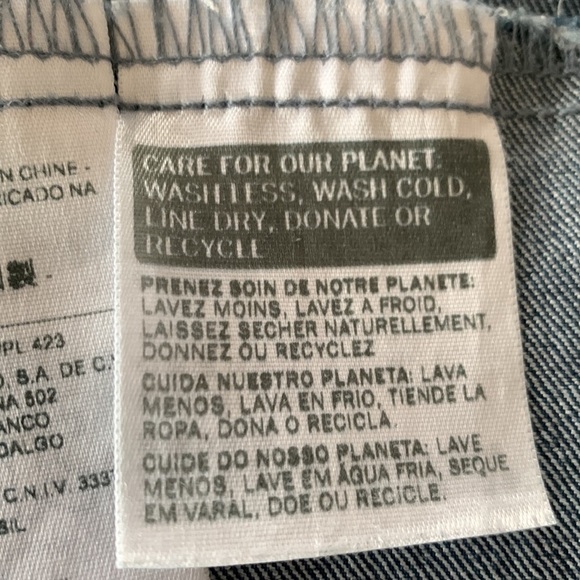 N CHINE -
ICADO NA
製 -
PL 423
S.A. DE C.
NA 602
ANCO
DALGO
C.N.I.V. 333
SIL
CARE FOR OUR PLANET:
WASH LESS, WASH COLD,
LINE DRY, DONATE OR
RECYCLE
PRENEZ SOIN DE NOTRE PLANETE:
LAVEZ MOINS, LAVEZ A FROID,
LAISSEZ SECHER NATURELLEMENT,
DONNEZ OU RECYCLEZ
CUIDA NUESTRO PLANETA: LAVA
MENOS, LAVA EN FRIO, TIENDE LA
ROPA, DONA O RECICLA.
CUIDE DO NOSSO PLANETA: LAVE
MENOS, LAVE EM ÁGUA FRIA, SEQUE
EM VARAL, DOE OU RECICLE.